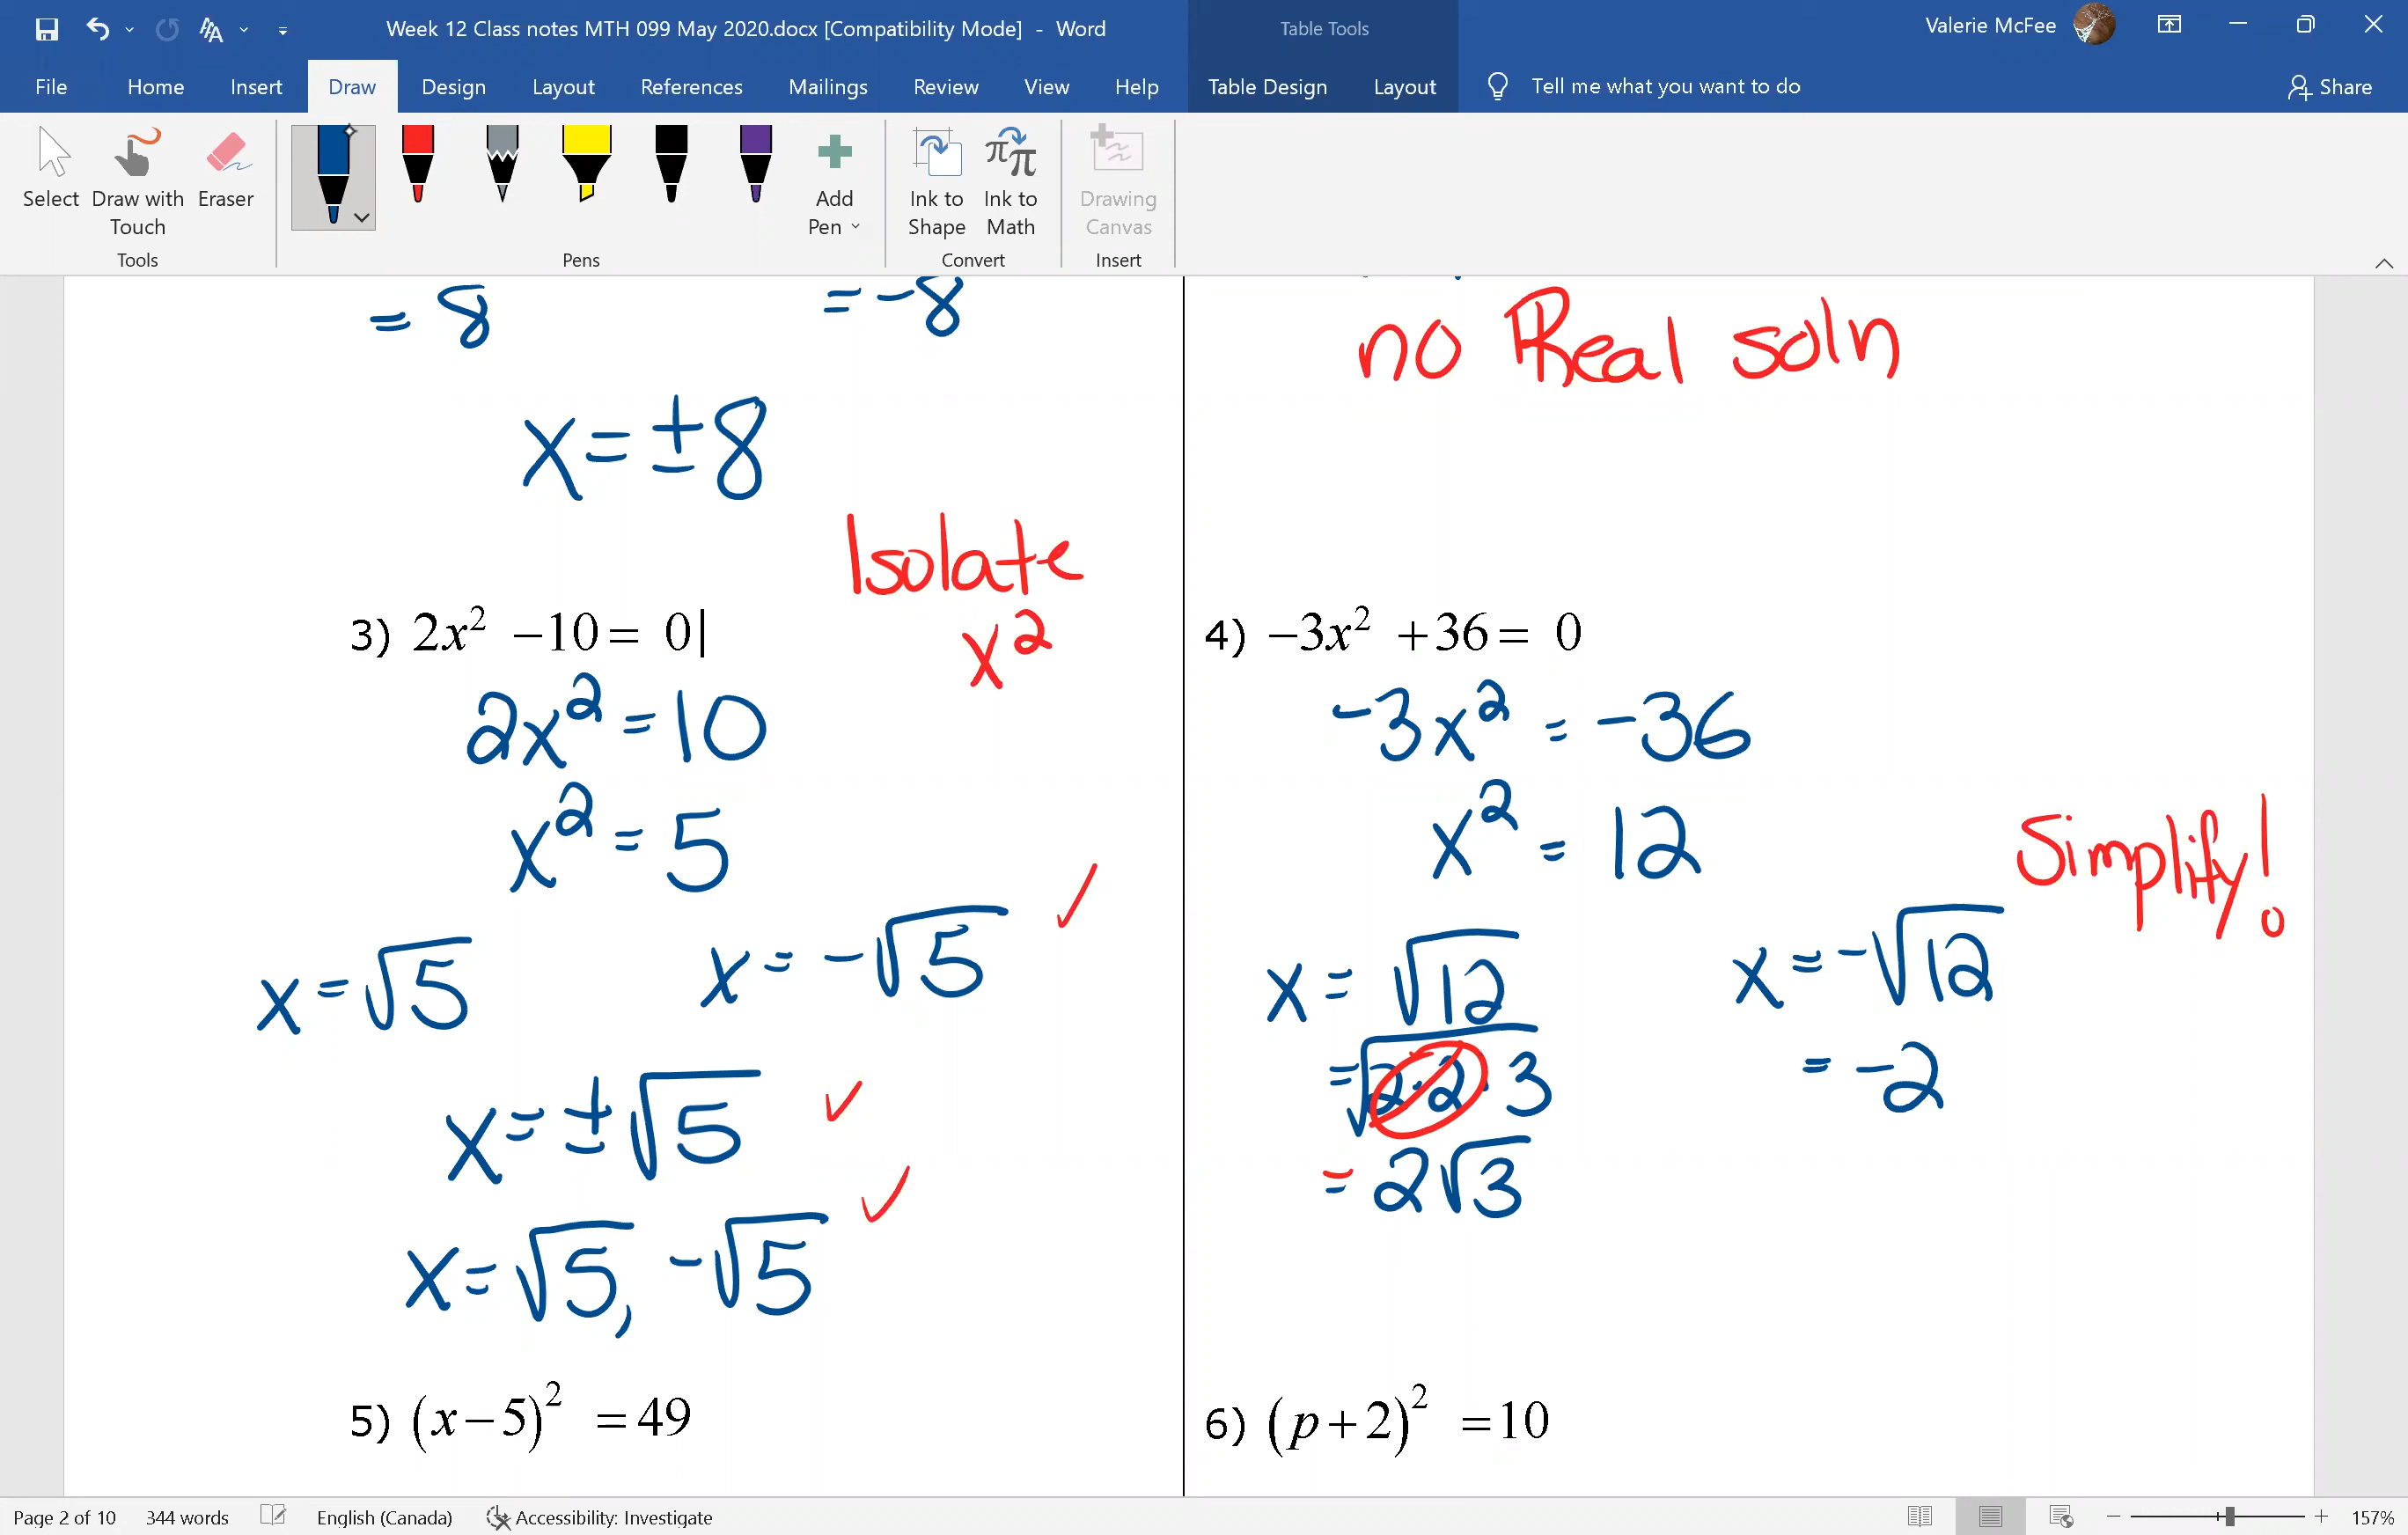 Week 12 Class notes MTH 099 May 2020.docx [Compatibility Mode] - Word
Table Tools
Valerie McFee
File Home Insert Draw Design Layout References Mailings Review View Help Table Design Layout Tell me what you want to do Share
Select Draw with Touch Eraser
Tools
Pens
Add Pen
Ink to Shape
Ink to Math
Convert
Drawing Canvas
Insert
= 8
= -8
x = ±8
no Real soln
Isolate
x²
3) 2x² −10 = 0
2x² = 10
x² = 5
x = √5
x = -√5 ✓
x = ±√5 ✓
x = √5, -√5 ✓
4) −3x² +36 = 0
-3x² = -36
x² = 12
Simplify!
x = √12
= √2·2·3
= 2√3
x = -√12
= -2
5) (x−5)² = 49
6) (p+2)² = 10
Page 2 of 10 344 words English (Canada) Accessibility: Investigate 157%